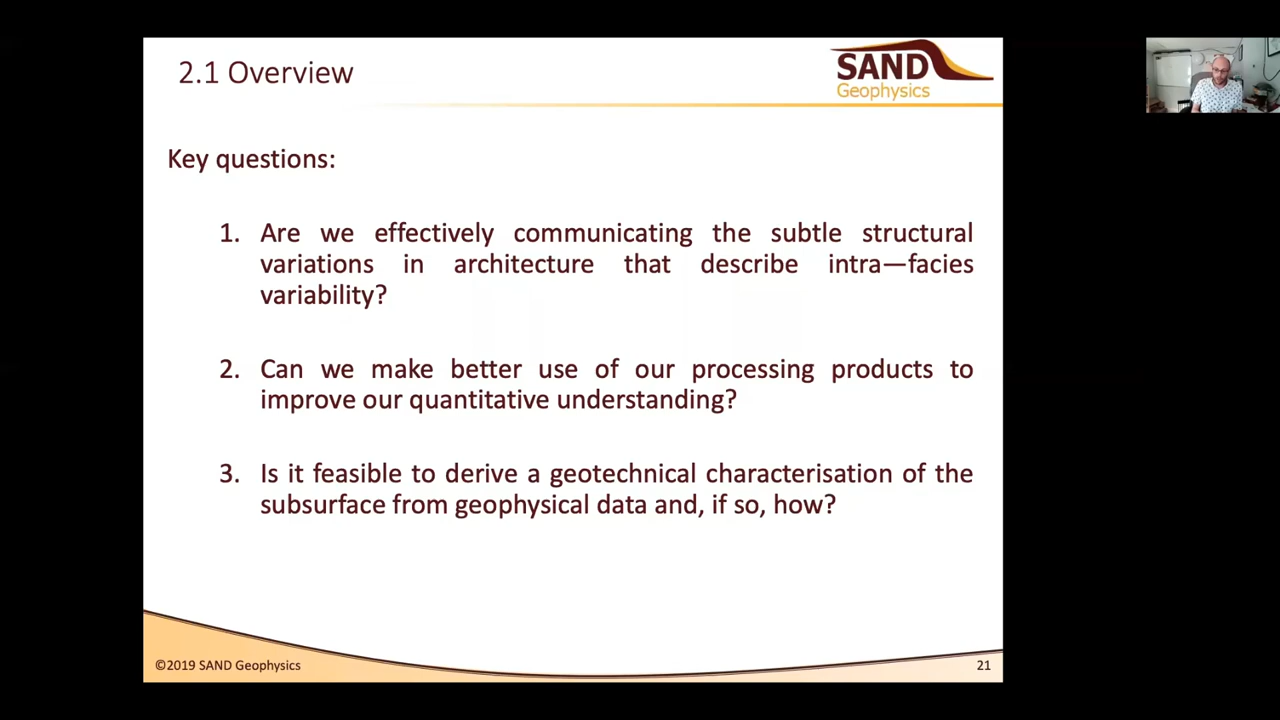 2.1 Overview
SAND
Geophysics
Key questions:
1. Are we effectively communicating the subtle structural
variations in architecture that describe intra—facies
variability?
2. Can we make better use of our processing products to
improve our quantitative understanding?
3. Is it feasible to derive a geotechnical characterisation of the
subsurface from geophysical data and, if so, how?
©2019 SAND Geophysics
21